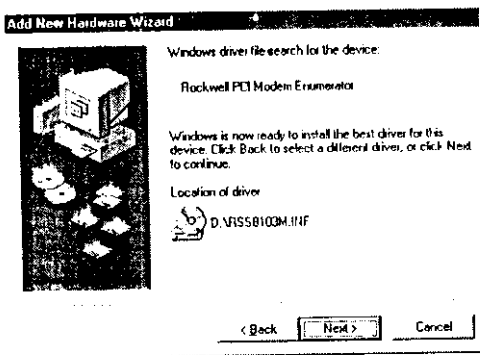 Add New Hardware Wizard
Windows driver file search for the device:
Rockwell PCI Modem Enumerator
Windows is now ready to install the best driver for this
device. Click Back to select a different driver, or click Next
to continue.
Location of driver
< Back
Next >
Cancel